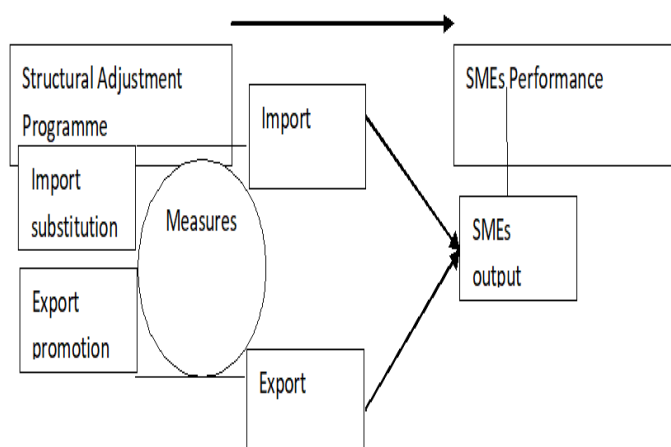 Structural Adjustment
Programme
SMEs Performance
Import
Import
substitution
Measures
SMEs
output
Export
promotion
Export